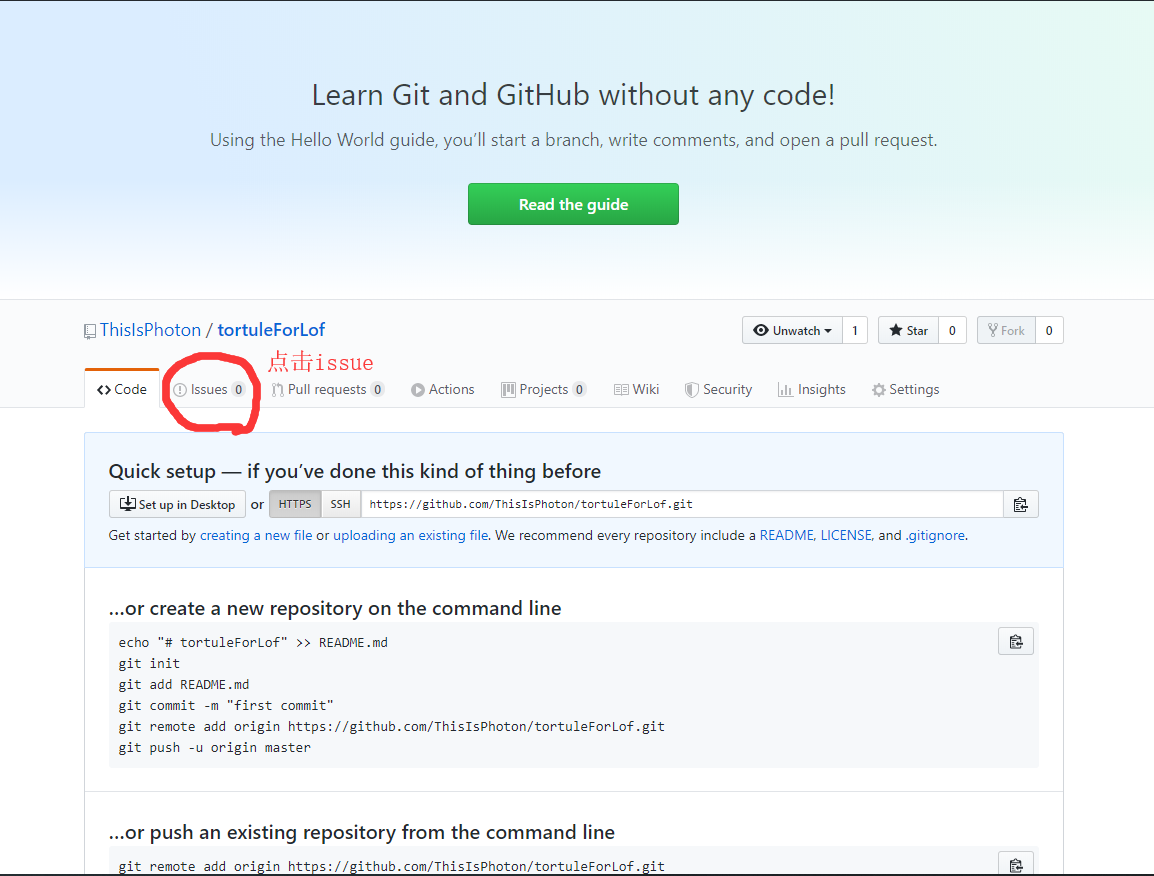 Learn Git and GitHub without any code!
Using the Hello World guide, you’ll start a branch, write comments, and open a pull request.
Read the guide
ThisIsPhoton / tortuleForLof
Unwatch 1 Star 0 Fork 0
点击issue
Code Issues 0 Pull requests 0 Actions Projects 0 Wiki Security Insights Settings
Quick setup — if you’ve done this kind of thing before
Set up in Desktop or HTTPS SSH https://github.com/ThisIsPhoton/tortuleForLof.git
Get started by creating a new file or uploading an existing file. We recommend every repository include a README, LICENSE, and .gitignore.
…or create a new repository on the command line
echo "# tortuleForLof" >> README.md
git init
git add README.md
git commit -m "first commit"
git remote add origin https://github.com/ThisIsPhoton/tortuleForLof.git
git push -u origin master
…or push an existing repository from the command line
git remote add origin https://github.com/ThisIsPhoton/tortuleForLof.git